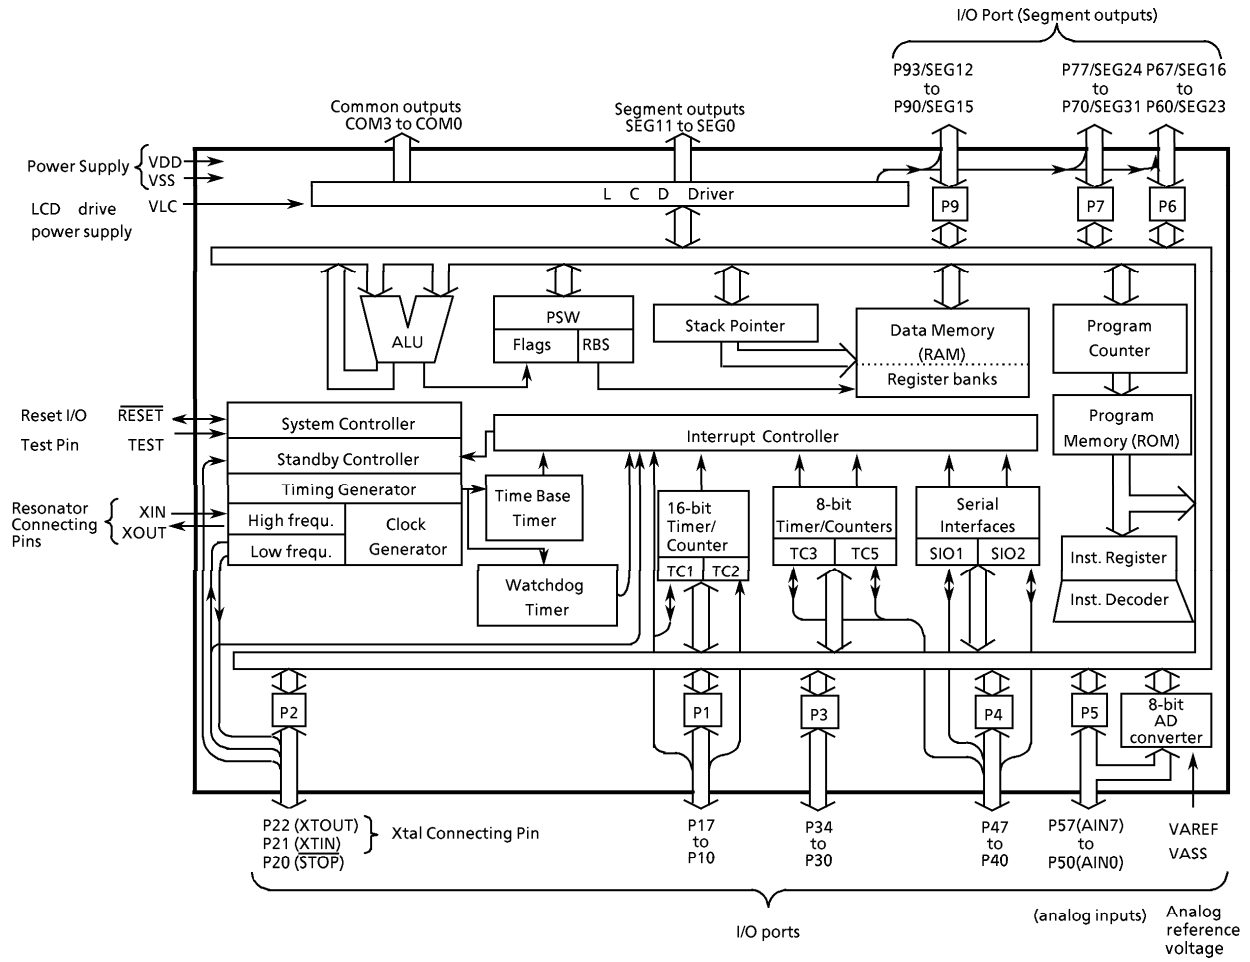 I/O Port (Segment outputs)
P93/SEG12
to
P90/SEG15
P77/SEG24
to
P70/SEG31
P67/SEG16
to
P60/SEG23
Common outputs
COM3 to COM0
Segment outputs
SEG11 to SEG0
Power Supply
VDD
VSS
LCD drive
power supply
VLC
L C D Driver
P9
P7
P6
ALU
PSW
Flags
RBS
Stack Pointer
Data Memory
(RAM)
Register banks
Program
Counter
Reset I/O
RESET
Test Pin
TEST
System Controller
Standby Controller
Timing Generator
High frequ.
Low frequ.
Clock
Generator
Interrupt Controller
Program
Memory (ROM)
Resonator
Connecting
Pins
XIN
XOUT
Time Base
Timer
Watchdog
Timer
16-bit
Timer/
Counter
TC1
TC2
8-bit
Timer/Counters
TC3
TC5
Serial
Interfaces
SIO1
SIO2
Inst. Register
Inst. Decoder
P2
P1
P3
P4
P5
8-bit
AD
converter
P22 (XTOUT)
P21 (XTIN)
P20 (STOP)
Xtal Connecting Pin
P17
to
P10
P34
to
P30
P47
to
P40
P57(AIN7)
to
P50(AIN0)
VAREF
VASS
I/O ports
(analog inputs)
Analog
reference
voltage